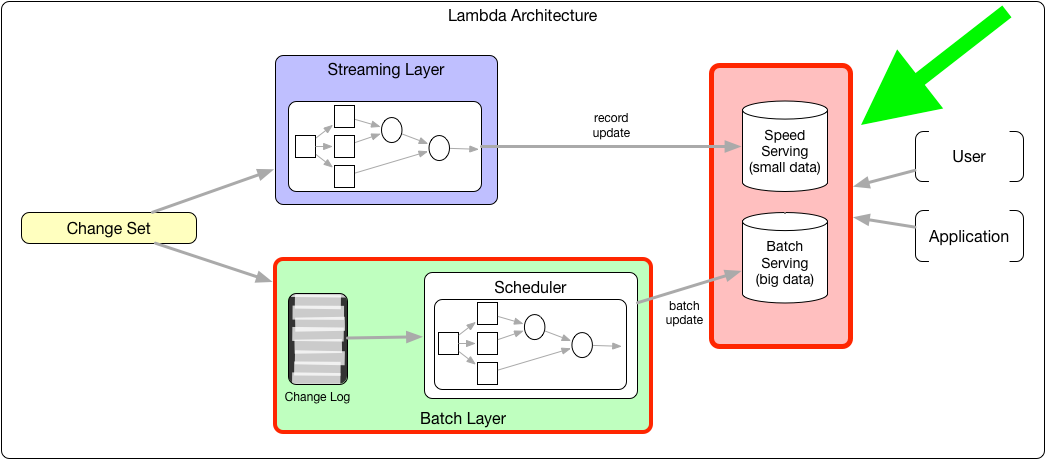 Lambda Architecture
Streaming Layer
record
update
Speed
Serving
(small data)
User
Change Set
Application
Batch
Serving
(big data)
Scheduler
batch
update
Change Log
Batch Layer